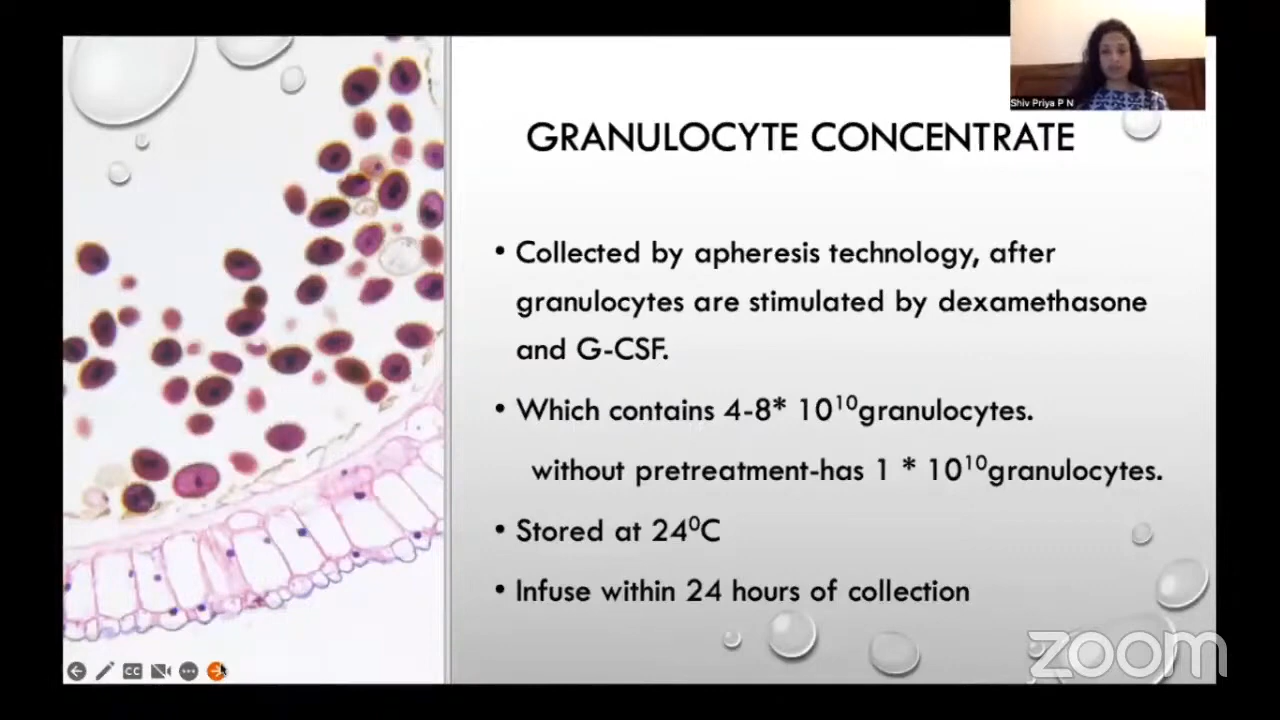 Shiv Priya P N
GRANULOCYTE CONCENTRATE
• Collected by apheresis technology, after
granulocytes are stimulated by dexamethasone
and G-CSF.
• Which contains 4-8* 10¹⁰granulocytes.
without pretreatment-has 1 * 10¹⁰granulocytes.
• Stored at 24⁰C
• Infuse within 24 hours of collection
CC
zoom